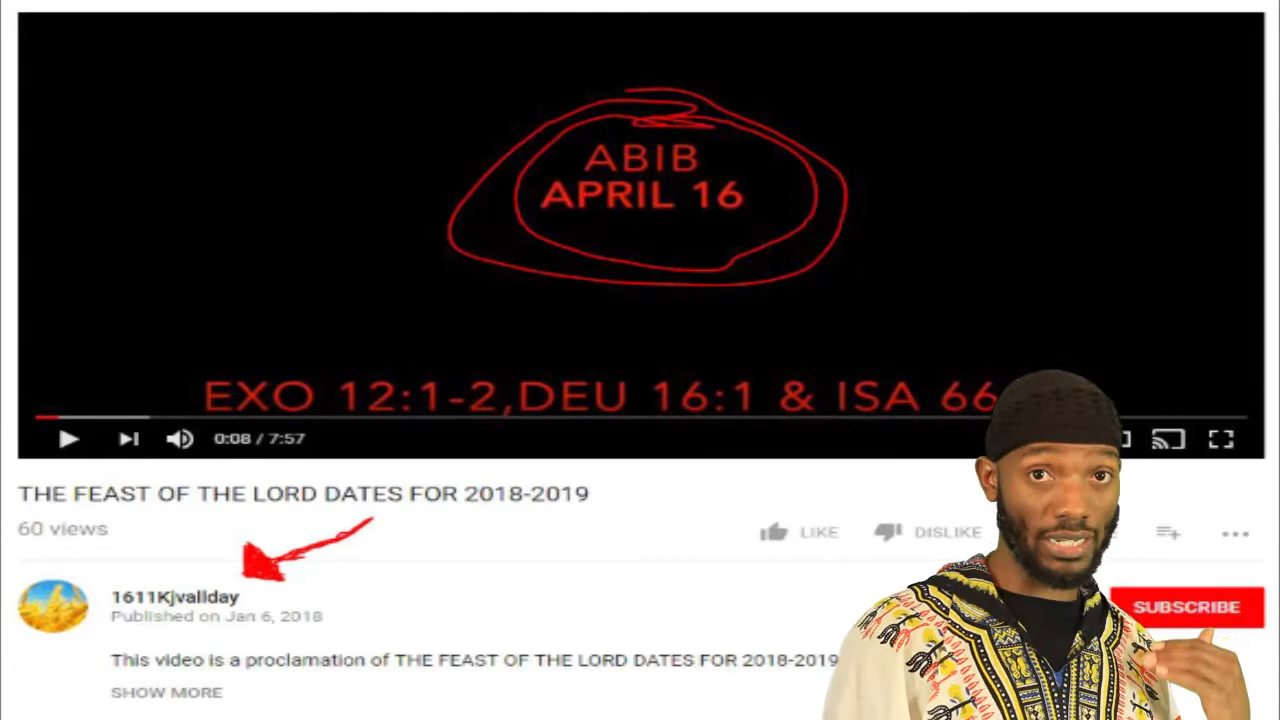 ABIB
APRIL 16
EXO 12:1-2,DEU 16:1 & ISA 66
0:08 / 7:57
THE FEAST OF THE LORD DATES FOR 2018-2019
60 views
LIKE
DISLIKE
1611Kjvallday
Published on Jan 6, 2018
SUBSCRIBE
This video is a proclamation of THE FEAST OF THE LORD DATES FOR 2018-2019
SHOW MORE